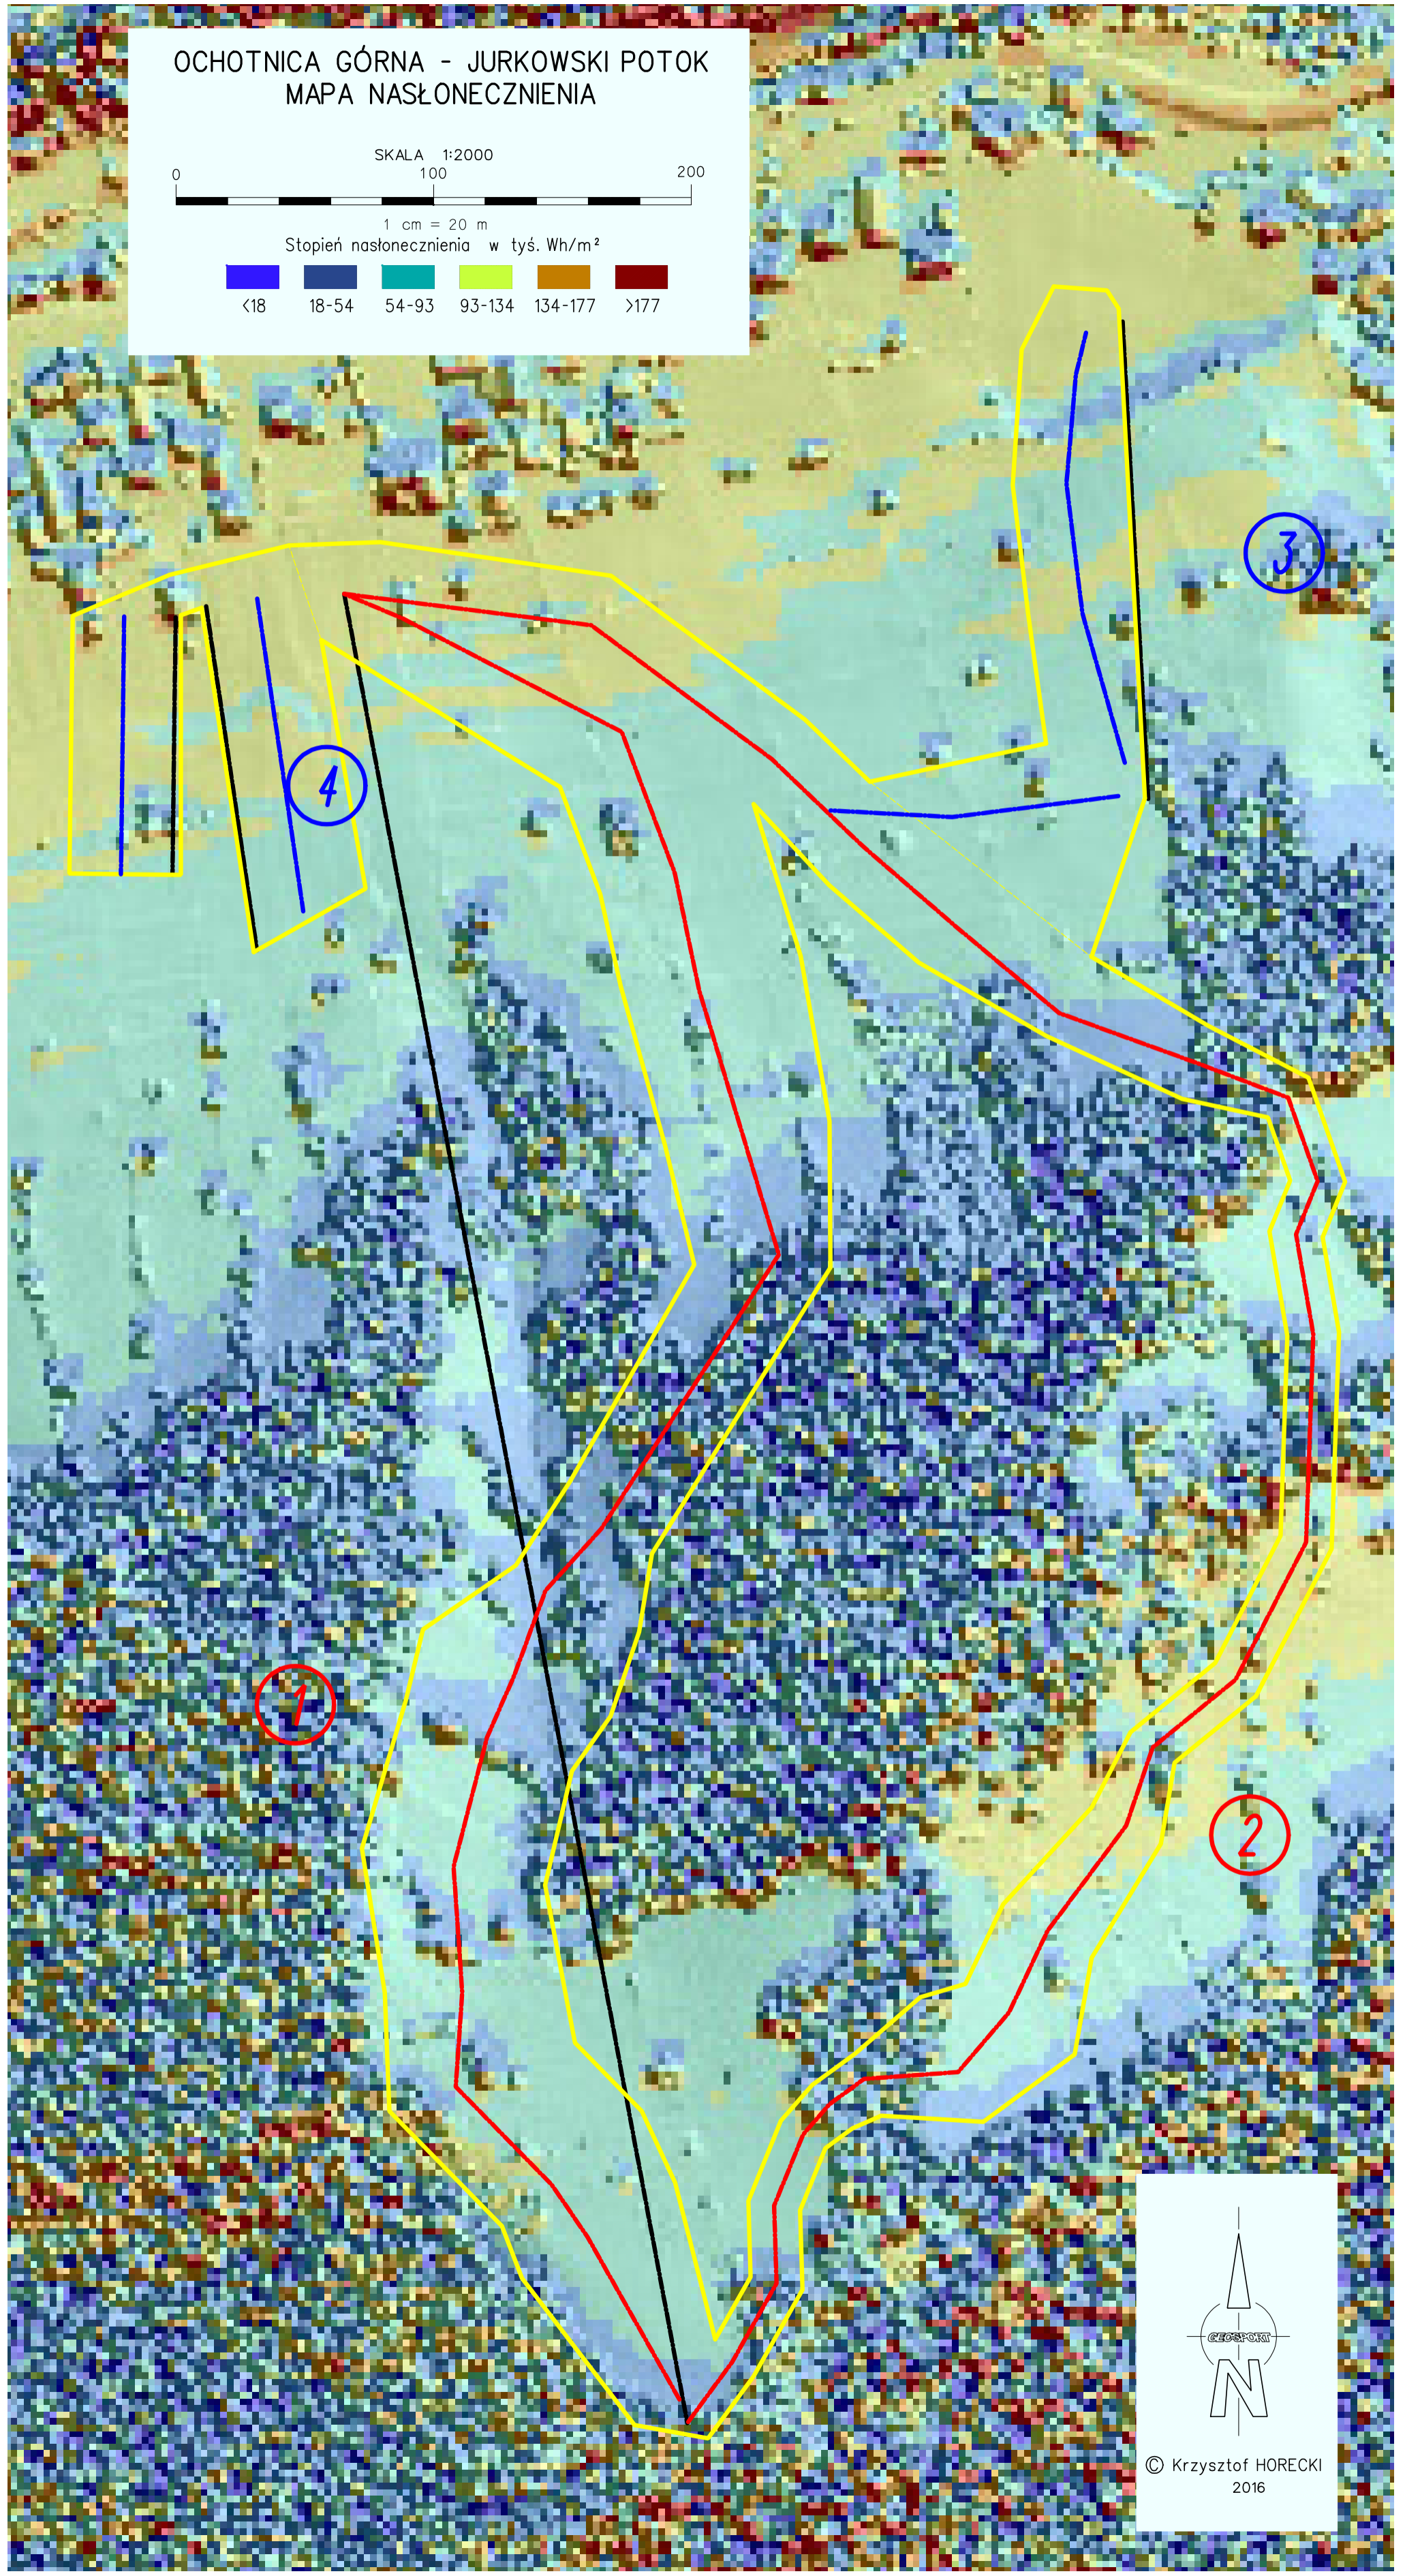 OCHOTNICA GÓRNA - JURKOWSKI POTOK
MAPA NASŁONECZNIENIA
SKALA 1:2000
0 100 200
1 cm = 20 m
Stopień nasłonecznienia w tyś. Wh/m²
<18 18-54 54-93 93-134 134-177 >177
3
4
1
2
GEOSPORT
N
© Krzysztof HORECKI
2016